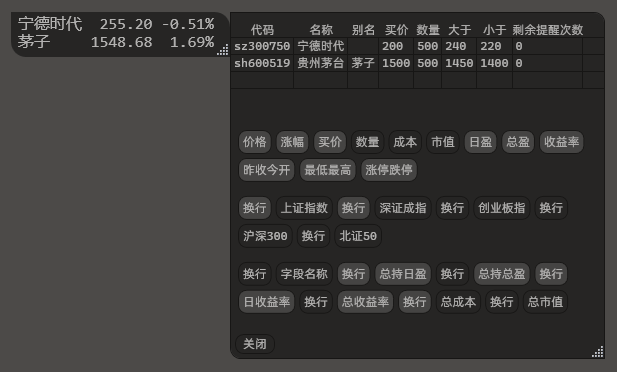 宁德时代 255.20 -0.51%
茅子 1548.68 1.69%
代码 名称 别名 买价 数量 大于 小于 剩余提醒次数
sz300750 宁德时代 200 500 240 220 0
sh600519 贵州茅台 茅子 1500 500 1450 1400 0
价格 涨幅 买价 数量 成本 市值 日盈 总盈 收益率
昨收今开 最低最高 涨停跌停
换行 上证指数 换行 深证成指 换行 创业板指 换行
沪深300 换行 北证50
换行 字段名称 换行 总持日盈 换行 总持总盈 换行
日收益率 换行 总收益率 换行 总成本 换行 总市值
关闭